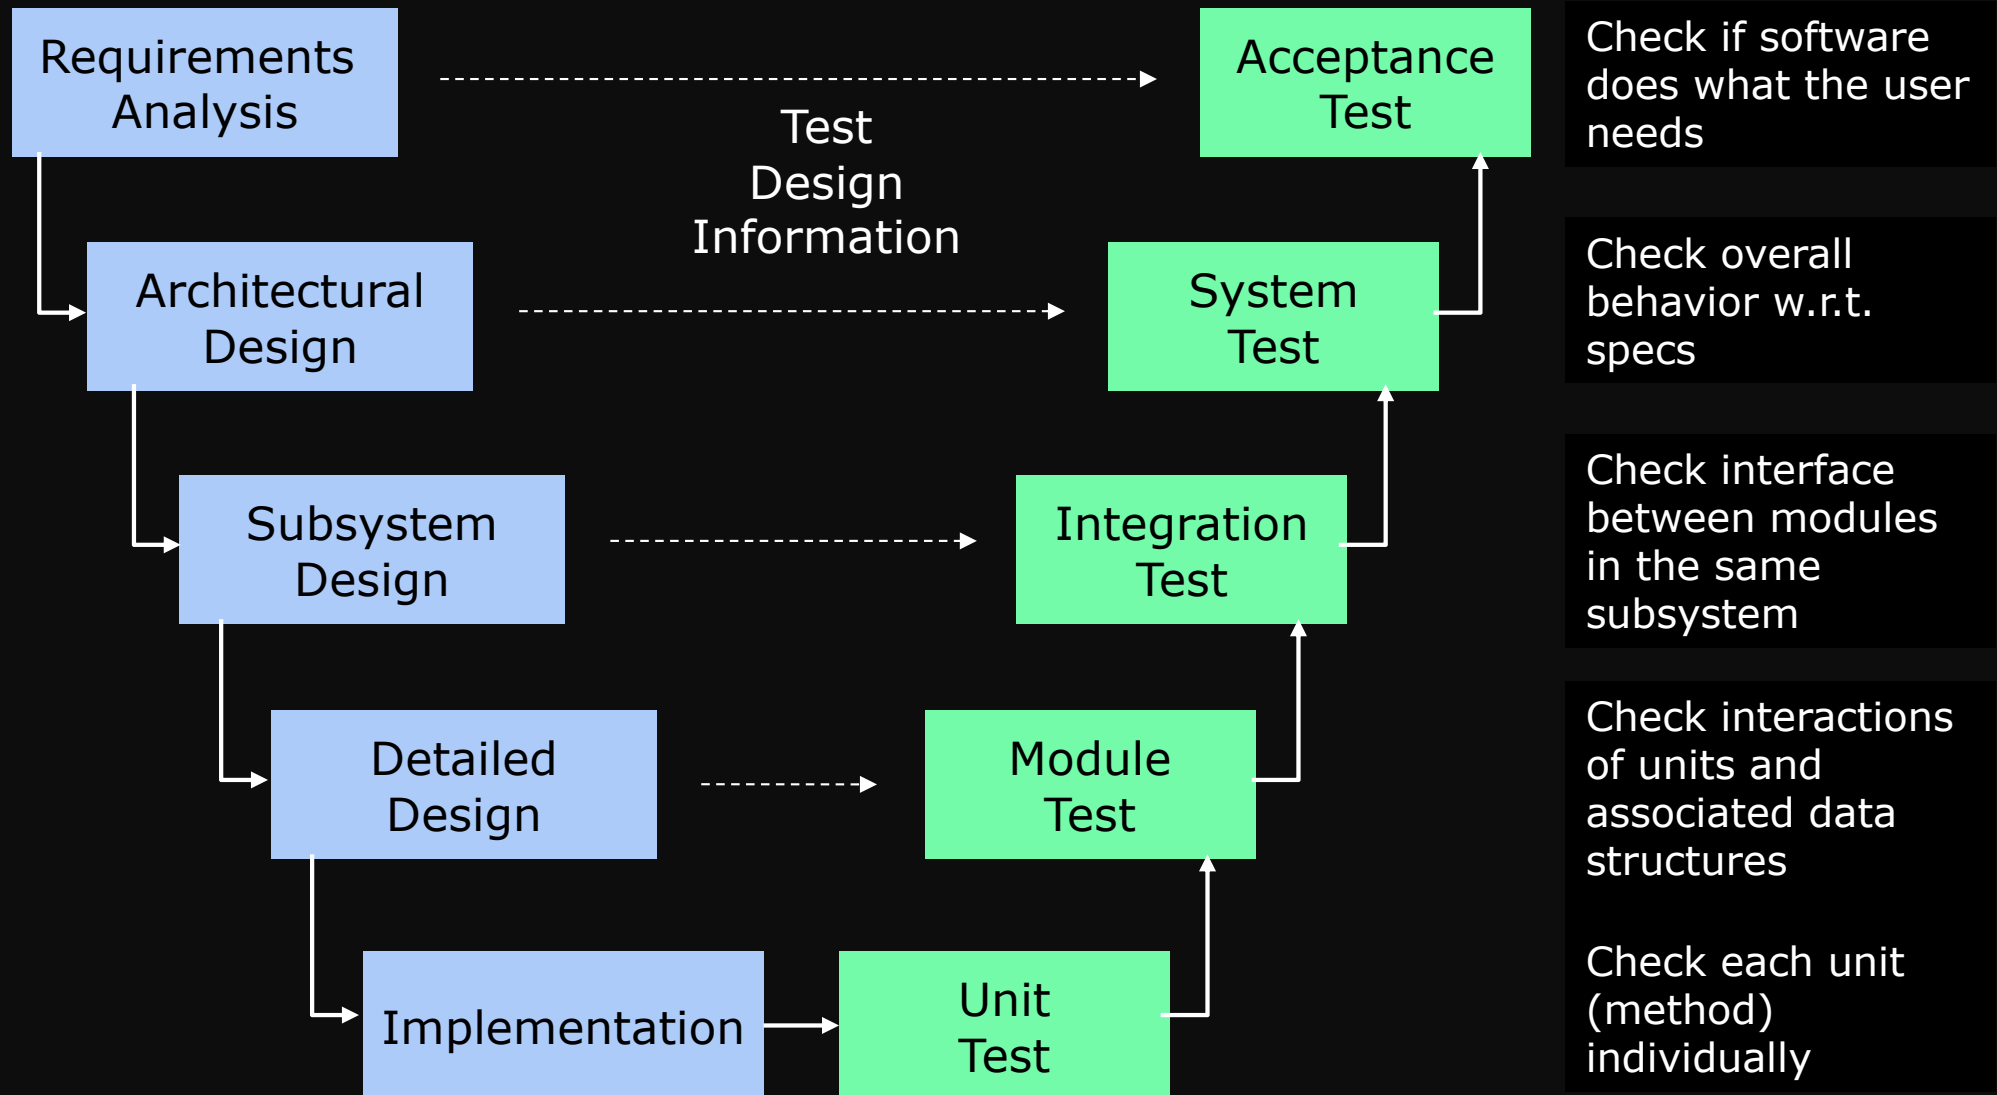 Requirements
Analysis
Acceptance
Test
Check if software
does what the user
needs
Test
Design
Information
Architectural
Design
System
Test
Check overall
behavior w.r.t.
specs
Subsystem
Design
Integration
Test
Check interface
between modules
in the same
subsystem
Detailed
Design
Module
Test
Check interactions
of units and
associated data
structures
Implementation
Unit
Test
Check each unit
(method)
individually